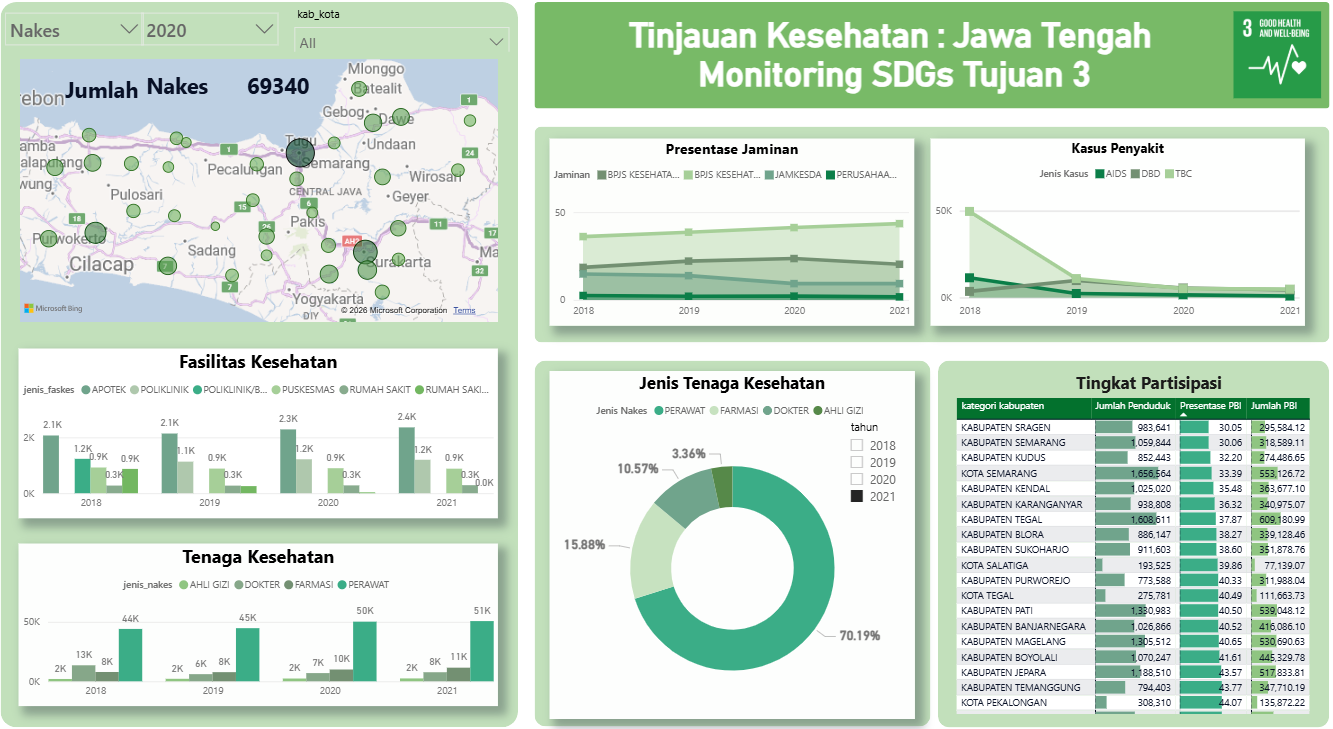 Nakes
2020
kab_kota
All
Tinjauan Kesehatan : Jawa Tengah
Monitoring SDGs Tujuan 3
3 GOOD HEALTH
AND WELL-BEING
Jumlah Nakes 69340
Mlonggo
Batealit
Gebog
Dawe
Undaan
Tugu
Semarang
Pecalungan
Wirosari
CENTRAL JAVA
Geyer
Pulosari
Pakis
Purwokerto
Sadang
Cilacap
Surakarta
Yogyakarta
DIY
1
1
24
15
6
18
26
11
17
AH2
17
32
7
Microsoft Bing
© 2026 Microsoft Corporation Terms
Presentase Jaminan
Jaminan BPJS KESEHATA... BPJS KESEHAT... JAMKESDA PERUSAHAA...
50
0
2018 2019 2020 2021
Kasus Penyakit
Jenis Kasus AIDS DBD TBC
50K
0K
2018 2019 2020 2021
Fasilitas Kesehatan
jenis_faskes APOTEK POLIKLINIK POLIKLINIK/B... PUSKESMAS RUMAH SAKIT RUMAH SAKI...
2K
0K
2.1K 1.2K 0.9K 0.3K 0.9K
2.1K 1.1K 0.9K 0.3K
2.3K 1.2K 0.9K 0.3K
2.4K 1.2K 0.9K 0.3K 0.0K
2018 2019 2020 2021
Tenaga Kesehatan
jenis_nakes AHLI GIZI DOKTER FARMASI PERAWAT
50K
0K
2K 13K 8K 44K
2K 6K 8K 45K
2K 7K 10K 50K
2K 8K 11K 51K
2018 2019 2020 2021
Jenis Tenaga Kesehatan
Jenis Nakes PERAWAT FARMASI DOKTER AHLI GIZI
tahun
2018
2019
2020
2021
3.36%
10.57%
15.88%
70.19%
Tingkat Partisipasi
kategori kabupaten Jumlah Penduduk Presentase PBI Jumlah PBI
KABUPATEN SRAGEN 983,641 30.05 295,584.12
KABUPATEN SEMARANG 1,059,844 30.06 318,589.11
KABUPATEN KUDUS 852,443 32.20 274,486.65
KOTA SEMARANG 1,656,564 33.39 553,126.72
KABUPATEN KENDAL 1,025,020 35.48 363,677.10
KABUPATEN KARANGANYAR 938,808 36.32 340,975.07
KABUPATEN TEGAL 1,608,611 37.87 609,180.99
KABUPATEN BLORA 886,147 38.27 339,128.46
KABUPATEN SUKOHARJO 911,603 38.60 351,878.76
KOTA SALATIGA 193,525 39.86 77,139.07
KABUPATEN PURWOREJO 773,588 40.33 311,988.04
KOTA TEGAL 275,781 40.49 111,663.73
KABUPATEN PATI 1,330,983 40.50 539,048.12
KABUPATEN BANJARNEGARA 1,026,866 40.52 416,086.10
KABUPATEN MAGELANG 1,305,512 40.65 530,690.63
KABUPATEN BOYOLALI 1,070,247 41.61 445,329.78
KABUPATEN JEPARA 1,188,510 43.57 517,833.81
KABUPATEN TEMANGGUNG 794,403 43.77 347,710.19
KOTA PEKALONGAN 308,310 44.07 135,872.22